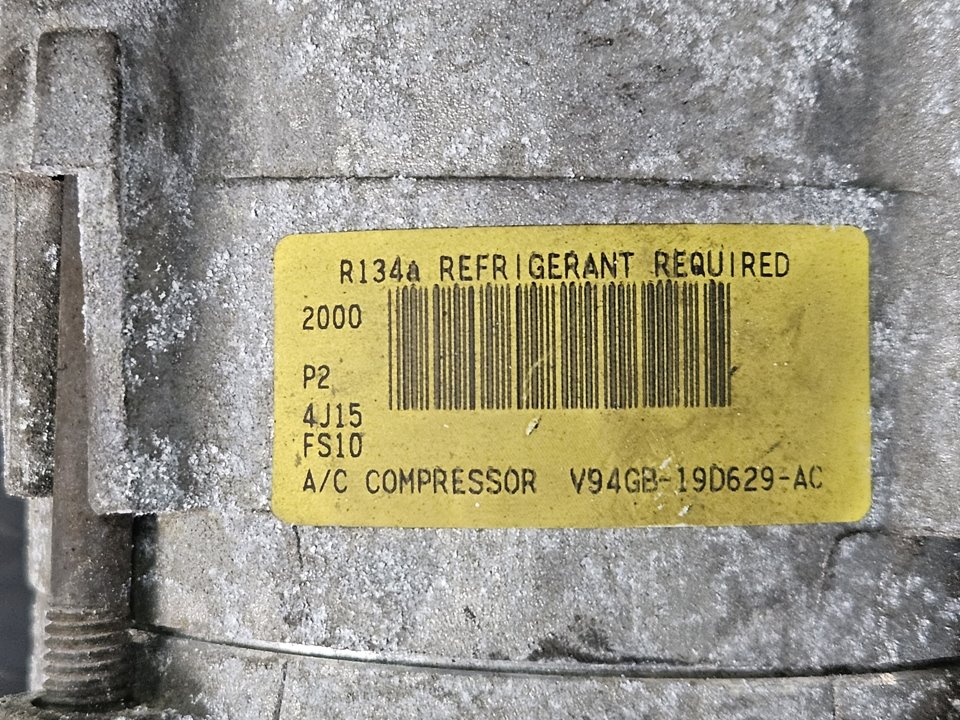 R134a REFRIGERANT REQUIRED
2000
P2
4J15
FS10
A/C COMPRESSOR V94GB-19D629-AC